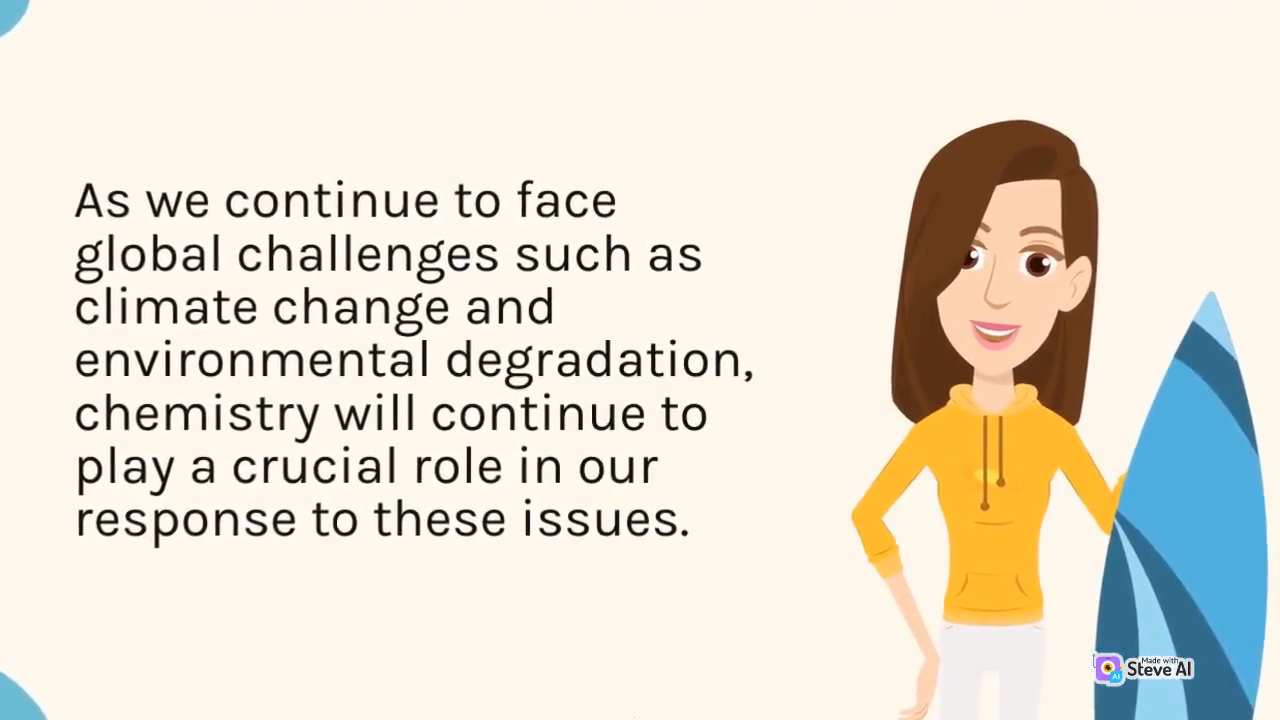 As we continue to face
global challenges such as
climate change and
environmental degradation,
chemistry will continue to
play a crucial role in our
response to these issues.
Made with
Steve AI
AI